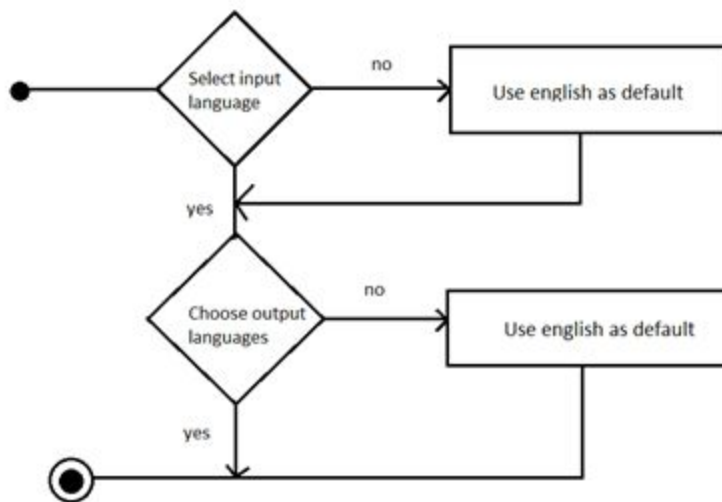 Select input
language
no
Use english as default
yes
Choose output
languages
no
Use english as default
yes